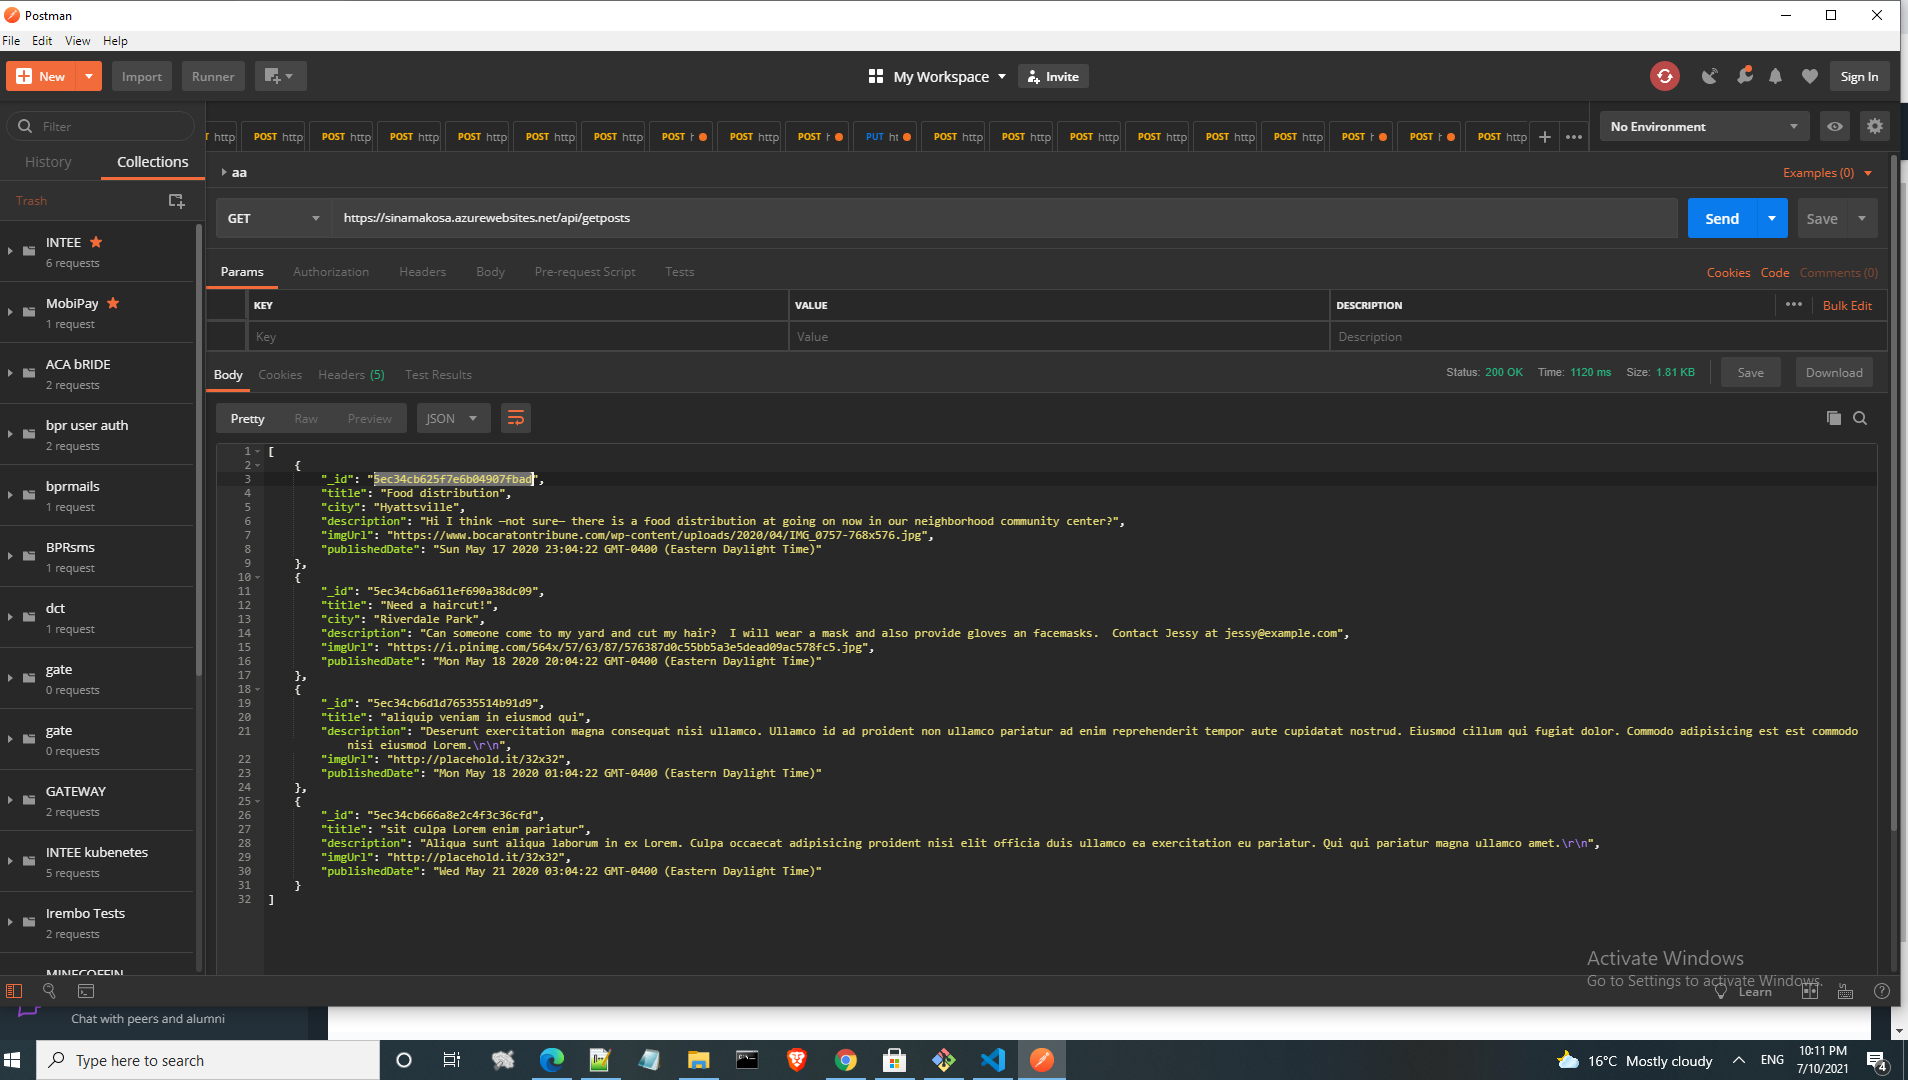 Postman
File Edit View Help
New Import Runner My Workspace Invite Sign In
Filter
History Collections
Trash
INTEE
6 requests
MobiPay
1 request
ACA bRIDE
2 requests
bpr user auth
2 requests
bprmails
1 request
BPRsms
1 request
dct
1 request
gate
0 requests
gate
0 requests
GATEWAY
2 requests
INTEE kubenetes
5 requests
Irembo Tests
2 requests
MINECOFFIN
T http POST http POST http POST http POST http POST http POST http POST h POST http POST h PUT ht POST http POST http POST http POST http POST http POST http POST h POST h POST http + •••
No Environment
aa
Examples (0)
GET https://sinamakosa.azurewebsites.net/api/getposts Send Save
Params Authorization Headers Body Pre-request Script Tests Cookies Code Comments (0)
KEY VALUE DESCRIPTION ••• Bulk Edit
Key Value Description
Body Cookies Headers (5) Test Results Status: 200 OK Time: 1120 ms Size: 1.81 KB Save Download
Pretty Raw Preview JSON
1 [
2 {
3 "_id": "5ec34cb625f7e6b04907fbad",
4 "title": "Food distribution",
5 "city": "Hyattsville",
6 "description": "Hi I think —not sure— there is a food distribution at going on now in our neighborhood community center?",
7 "imgUrl": "https://www.bocaratontribune.com/wp-content/uploads/2020/04/IMG_0757-768x576.jpg",
8 "publishedDate": "Sun May 17 2020 23:04:22 GMT-0400 (Eastern Daylight Time)"
9 },
10 {
11 "_id": "5ec34cb6a611ef690a38dc09",
12 "title": "Need a haircut!",
13 "city": "Riverdale Park",
14 "description": "Can someone come to my yard and cut my hair?  I will wear a mask and also provide gloves an facemasks.  Contact Jessy at jessy@example.com",
15 "imgUrl": "https://i.pinimg.com/564x/57/63/87/576387d0c55bb5a3e5dead09ac578fc5.jpg",
16 "publishedDate": "Mon May 18 2020 20:04:22 GMT-0400 (Eastern Daylight Time)"
17 },
18 {
19 "_id": "5ec34cb6d1d76535514b91d9",
20 "title": "aliquip veniam in eiusmod qui",
21 "description": "Deserunt exercitation magna consequat nisi ullamco. Ullamco id ad proident non ullamco pariatur ad enim reprehenderit tempor aute cupidatat nostrud. Eiusmod cillum qui fugiat dolor. Commodo adipisicing est est commodo
nisi eiusmod Lorem.\r\n",
22 "imgUrl": "http://placehold.it/32x32",
23 "publishedDate": "Mon May 18 2020 01:04:22 GMT-0400 (Eastern Daylight Time)"
24 },
25 {
26 "_id": "5ec34cb666a8e2c4f3c36cfd",
27 "title": "sit culpa Lorem enim pariatur",
28 "description": "Aliqua sunt aliqua laborum in ex Lorem. Culpa occaecat adipisicing proident nisi elit officia duis ullamco ea exercitation eu pariatur. Qui qui pariatur magna ullamco amet.\r\n",
29 "imgUrl": "http://placehold.it/32x32",
30 "publishedDate": "Wed May 21 2020 03:04:22 GMT-0400 (Eastern Daylight Time)"
31 }
32 ]
Activate Windows
Go to Settings to activate Windows.
Learn
Chat with peers and alumni
Type here to search
16°C Mostly cloudy ENG 10:11 PM
7/10/2021
4